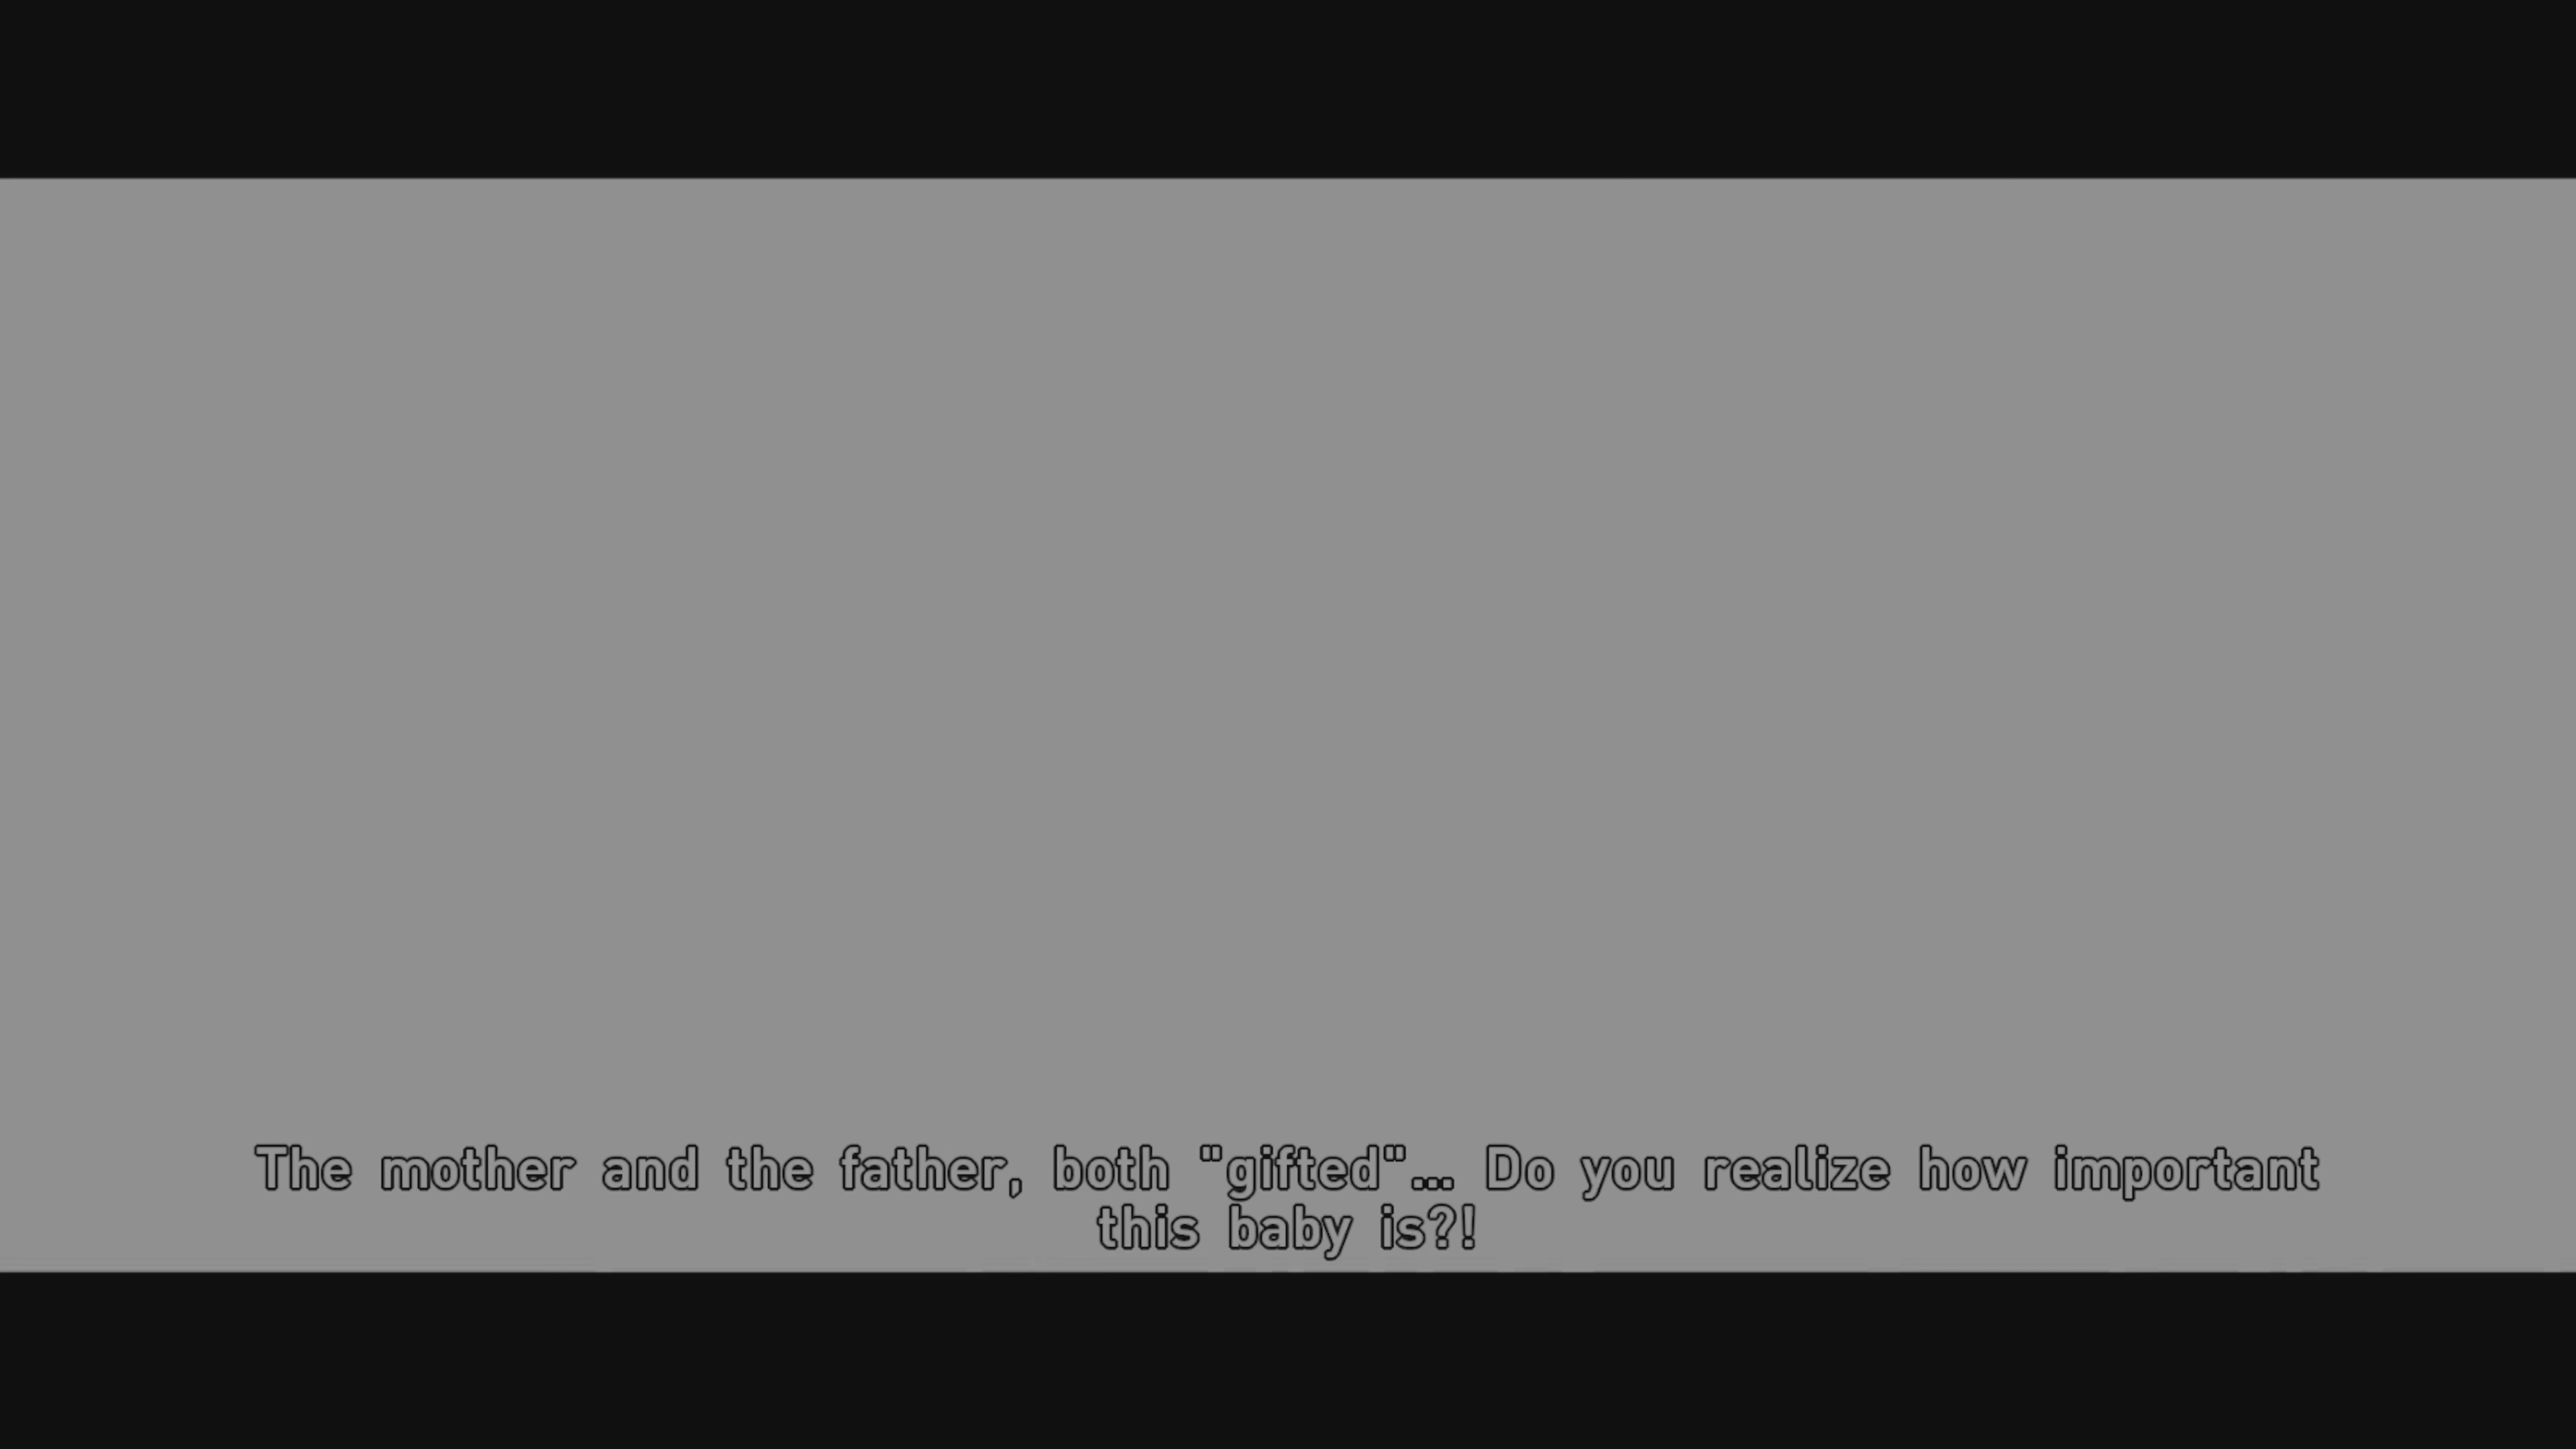 The mother and the father, both "gifted"… Do you realize how important
this baby is?!